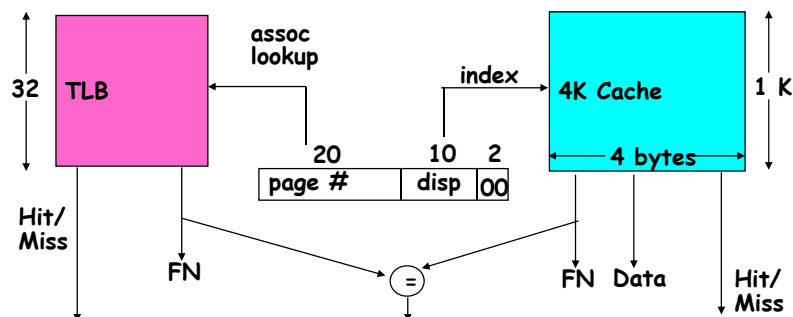 assoc
lookup
index
32
TLB
4K Cache
1 K
20
10
2
4 bytes
page #
disp
00
Hit/
Miss
FN
=
FN
Data
Hit/
Miss